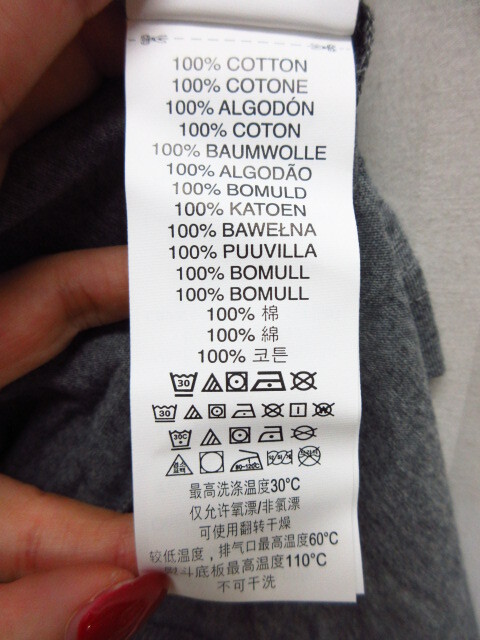 100% COTTON
100% COTONE
100% ALGODÓN
100% COTON
100% BAUMWOLLE
100% ALGODÃO
100% BOMULD
100% KATOEN
100% BAWEŁNA
100% PUUVILLA
100% BOMULL
100% BOMULL
100% 棉
100% 綿
100% 코튼
30
30
30C
80-120C
最高洗涤温度30°C
仅允许氧漂/非氯漂
可使用翻转干燥
较低温度，排气口最高温度60°C
斗底板最高温度110°C
不可干洗